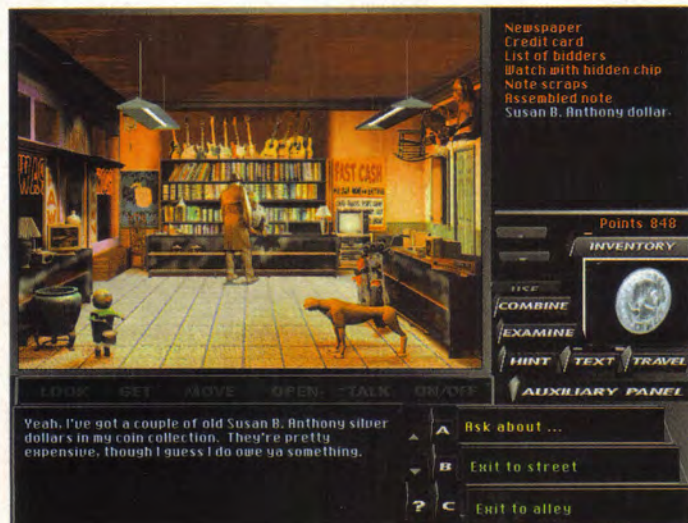 Newspaper
Credit card
List of bidders
Watch with hidden chip
Note scraps
Assembled note
Susan B. Anthony dollar.
Points 848
INVENTORY
USE
COMBINE
EXAMINE
HINT TEXT TRAVEL
AUXILIARY PANEL
FAST CASH
LOOK GET MOVE OPEN TALK ON/OFF
Yeah, I've got a couple of old Susan B. Anthony silver
dollars in my coin collection. They're pretty
expensive, though I guess I do owe ya something.
A Ask about ...
B Exit to street
? C Exit to alley